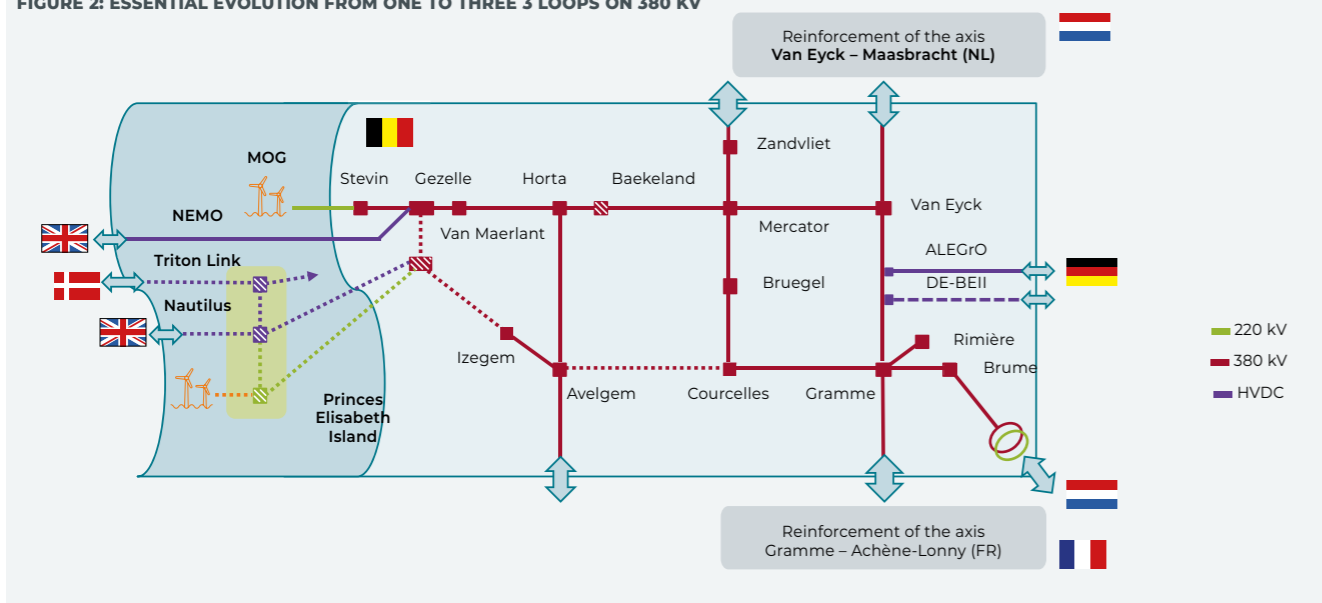 FIGURE 2: ESSENTIAL EVOLUTION FROM ONE TO THREE 3 LOOPS ON 380 KV
Reinforcement of the axis
Van Eyck – Maasbracht (NL)
MOG
Stevin
Gezelle
Horta
Baekeland
Zandvliet
NEMO
Van Maerlant
Mercator
Van Eyck
Triton Link
ALEGrO
Nautilus
Bruegel
DE-BEII
220 kV
Izegem
Rimière
380 kV
Brume
Princes
Elisabeth
Island
Avelgem
Courcelles
Gramme
HVDC
Reinforcement of the axis
Gramme – Achène-Lonny (FR)